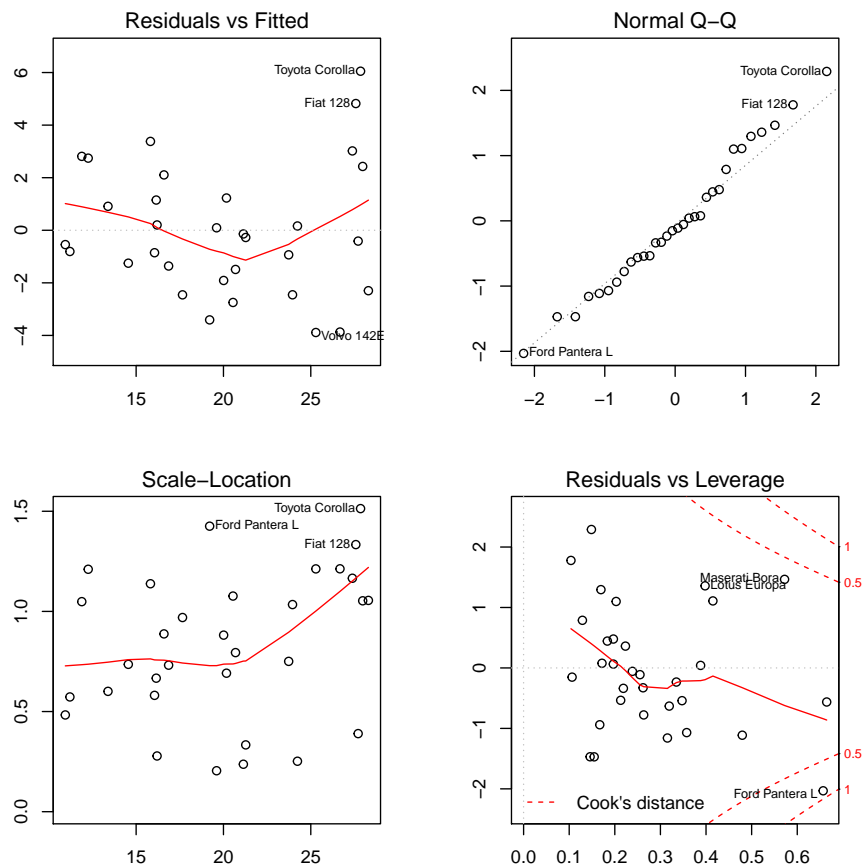 Residuals vs Fitted
Toyota Corolla
Fiat 128
Volvo 142E
6
4
2
0
−2
−4
15 20 25
Normal Q−Q
Toyota Corolla
Fiat 128
Ford Pantera L
2
1
0
−1
−2
−2 −1 0 1 2
Scale−Location
Toyota Corolla
Ford Pantera L
Fiat 128
1.5
1.0
0.5
0.0
15 20 25
Residuals vs Leverage
Maserati Bora
Lotus Europa
Ford Pantera L
Cook's distance
2
1
0
−1
−2
1
0.5
0.5
1
0.0 0.1 0.2 0.3 0.4 0.5 0.6